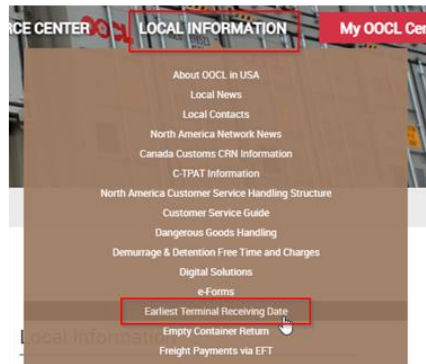 RCE CENTER
LOCAL INFORMATION
My OOCL Cen
About OOCL in USA
Local News
Local Contacts
North America Network News
Canada Customs CRN Information
C-TPAT Information
North America Customer Service Handling Structure
Customer Service Guide
Dangerous Goods Handling
Demurrage & Detention Free Time and Charges
Digital Solutions
e-Forms
Earliest Terminal Receiving Date
Local Information
Empty Container Return
Freight Payments via EFT